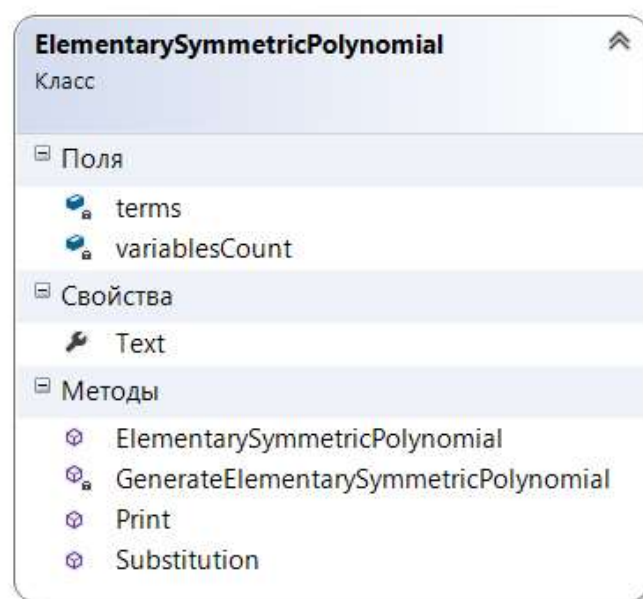 ElementarySymmetricPolynomial
Класс
Поля
terms
variablesCount
Свойства
Text
Методы
ElementarySymmetricPolynomial
GenerateElementarySymmetricPolynomial
Print
Substitution